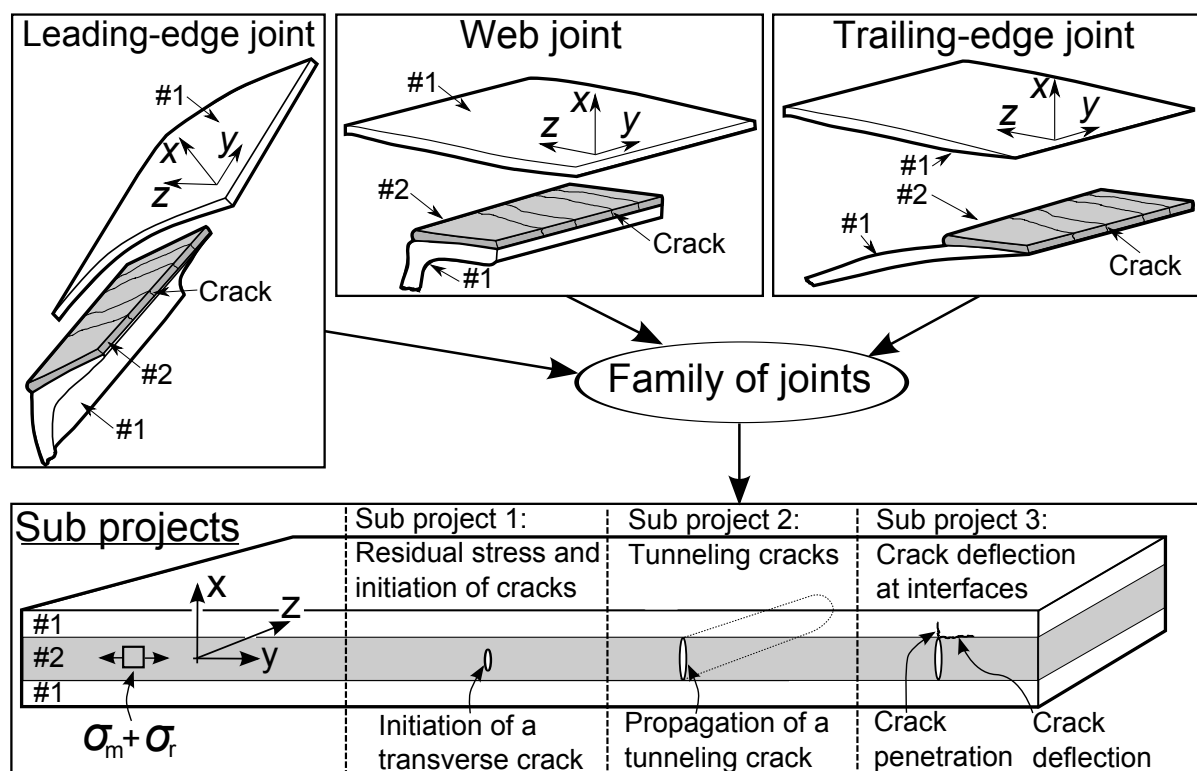 Leading-edge joint
#1
x
y
z
Crack
#2
#1
Web joint
#1
x
z
y
#2
Crack
#1
Trailing-edge joint
x
z
y
#1
#2
#1
Crack
Family of joints
Sub projects
Sub project 1:
Residual stress and
initiation of cracks
Sub project 2:
Tunneling cracks
Sub project 3:
Crack deflection
at interfaces
x
z
y
#1
#2
#1
σm+σr
Initiation of a
transverse crack
Propagation of a
tunneling crack
Crack
penetration
Crack
deflection